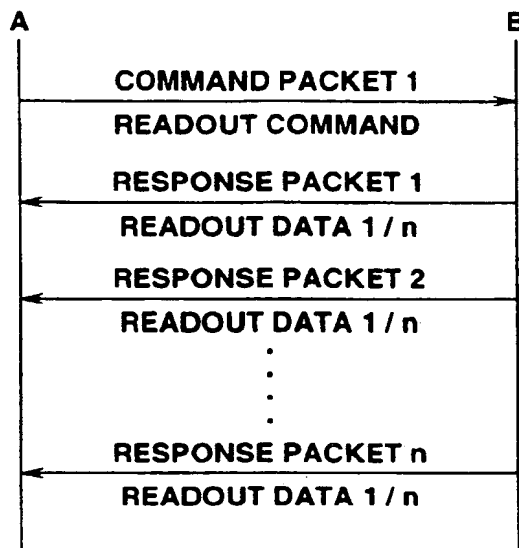 A B
COMMAND PACKET 1
READOUT COMMAND
RESPONSE PACKET 1
READOUT DATA 1 / n
RESPONSE PACKET 2
READOUT DATA 1 / n
RESPONSE PACKET n
READOUT DATA 1 / n